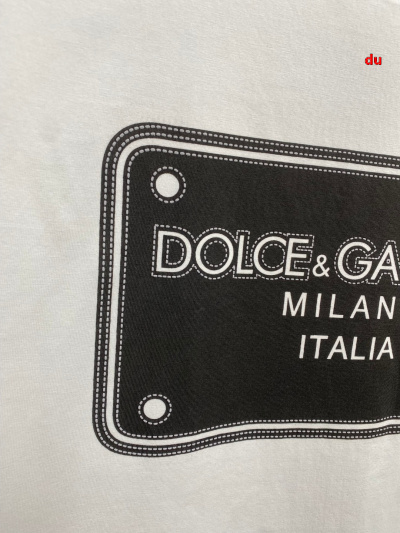 du
DOLCE & GA
MILAN
ITALIA